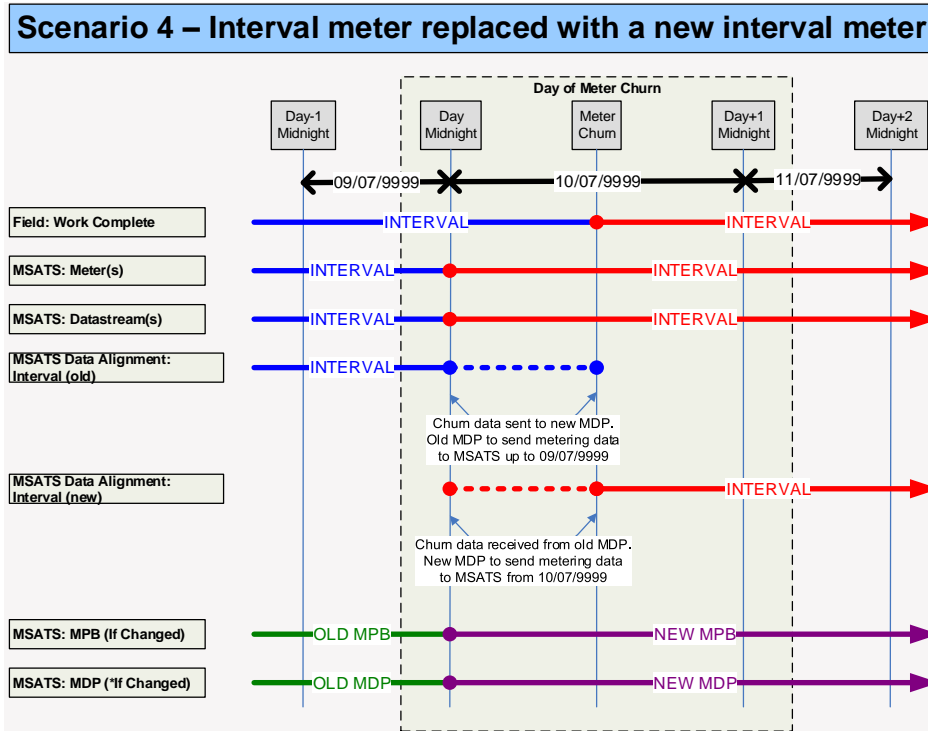 Scenario 4 – Interval meter replaced with a new interval meter
Day of Meter Churn
Day-1
Midnight
Day
Midnight
Meter
Churn
Day+1
Midnight
Day+2
Midnight
09/07/9999
10/07/9999
11/07/9999
Field: Work Complete
INTERVAL
INTERVAL
MSATS: Meter(s)
INTERVAL
INTERVAL
MSATS: Datastream(s)
INTERVAL
INTERVAL
MSATS Data Alignment:
Interval (old)
INTERVAL
Churn data sent to new MDP.
Old MDP to send metering data
to MSATS up to 09/07/9999
MSATS Data Alignment:
Interval (new)
INTERVAL
Churn data received from old MDP.
New MDP to send metering data
to MSATS from 10/07/9999
MSATS: MPB (If Changed)
OLD MPB
NEW MPB
MSATS: MDP (*If Changed)
OLD MDP
NEW MDP